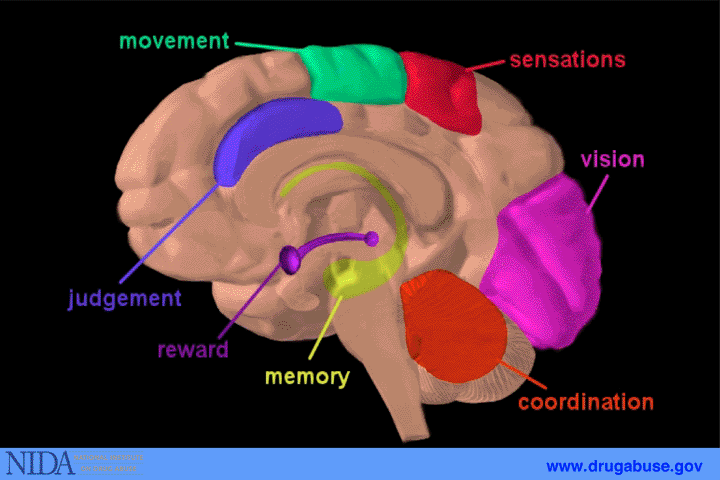 movement
sensations
vision
judgement
reward
memory
coordination
NIDA
www.drugabuse.gov